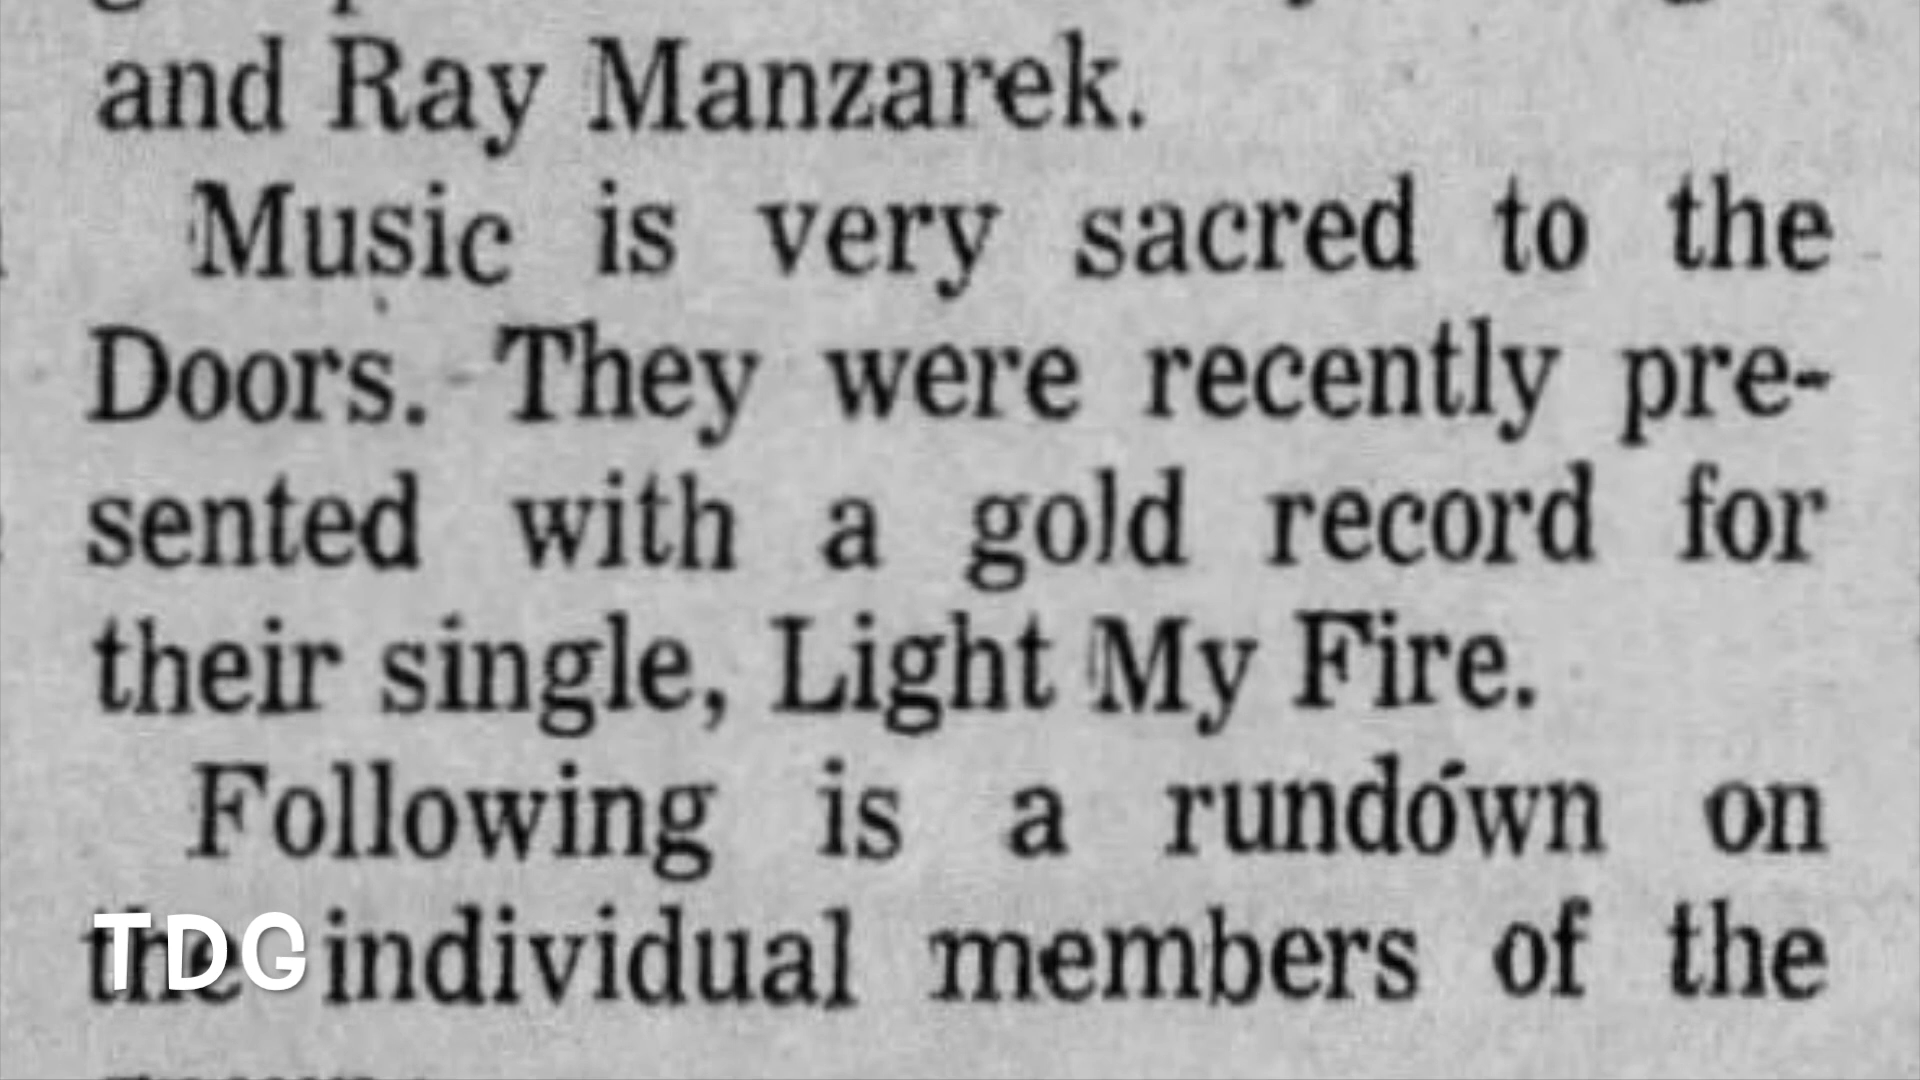 and Ray Manzarek.
Music is very sacred to the
Doors. They were recently pre-
sented with a gold record for
their single, Light My Fire.
Following is a rundown on
the individual members of the
TDG